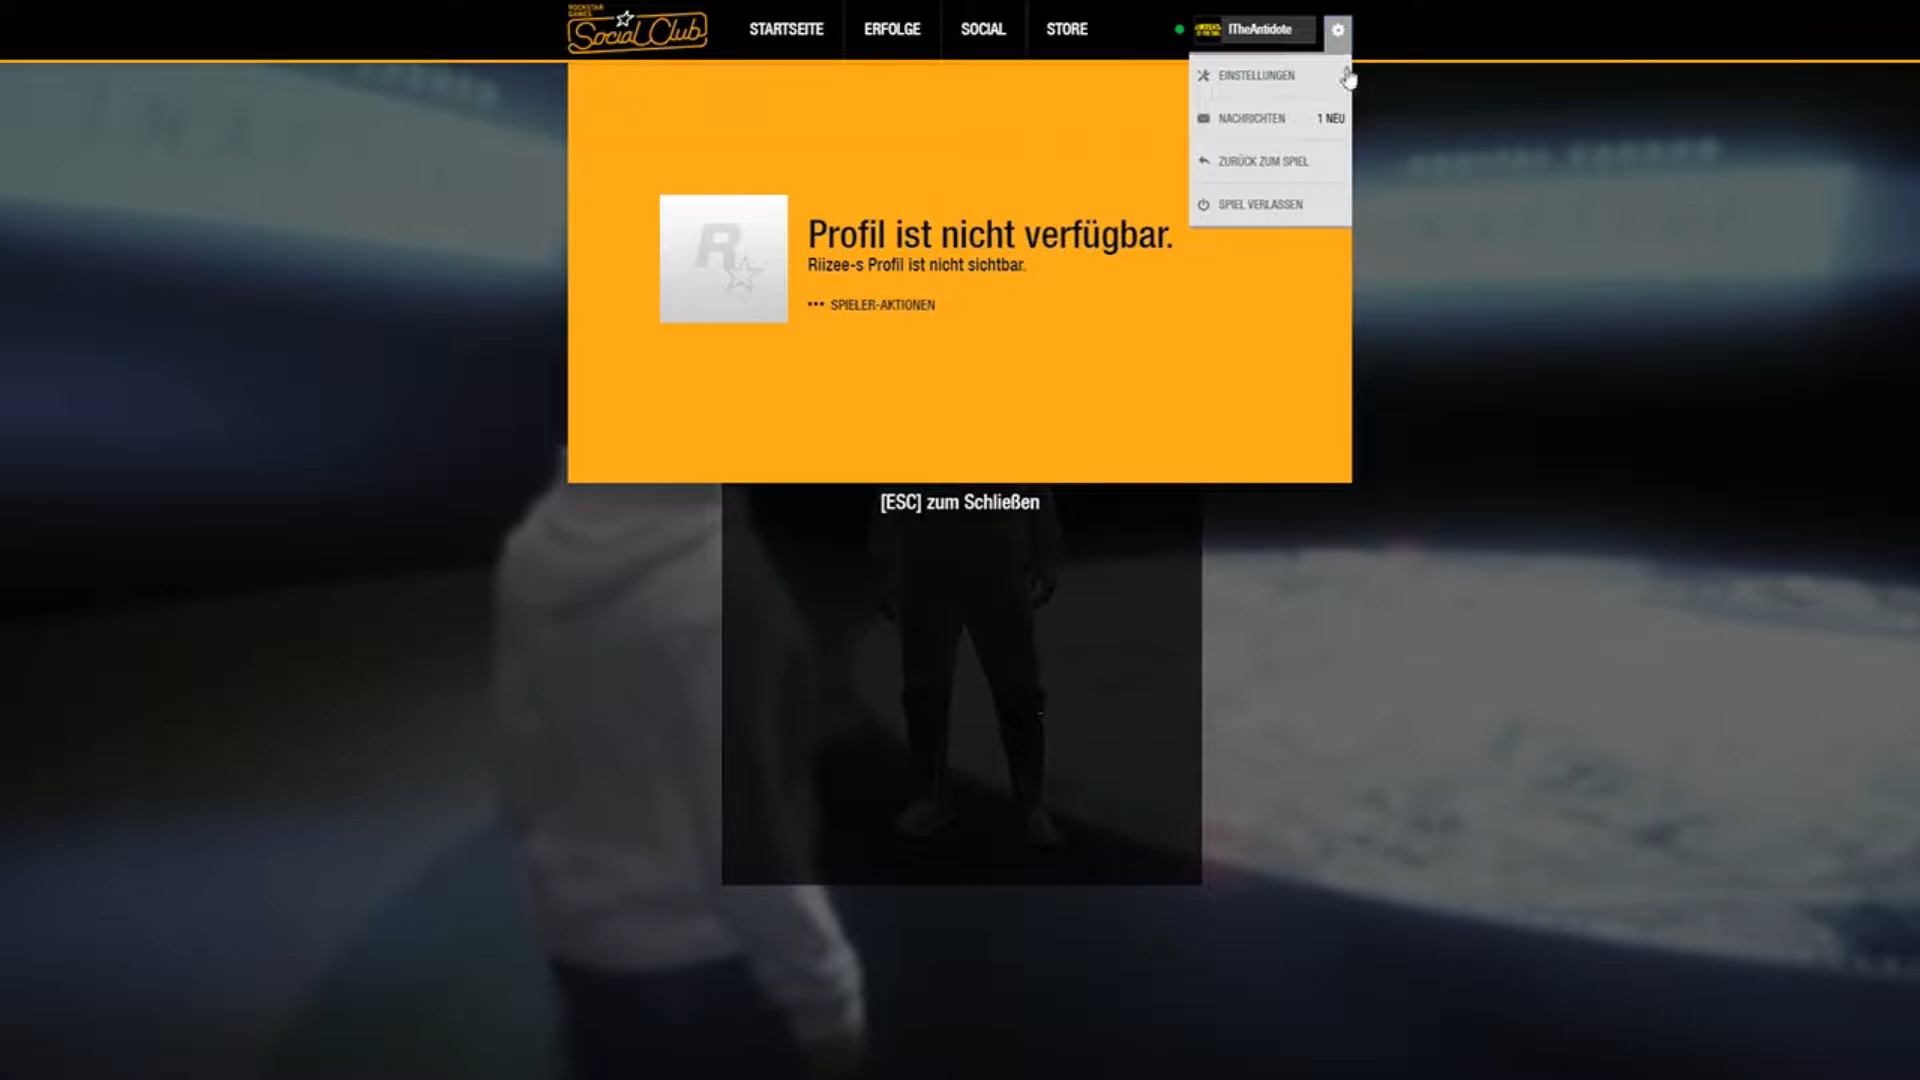 ROCKSTAR
GAMES
Social Club
STARTSEITE
ERFOLGE
SOCIAL
STORE
ITheAntidote
EINSTELLUNGEN
NACHRICHTEN 1 NEU
ZURÜCK ZUM SPIEL
SPIEL VERLASSEN
R
Profil ist nicht verfügbar.
Riizee-s Profil ist nicht sichtbar.
••• SPIELER-AKTIONEN
[ESC] zum Schließen